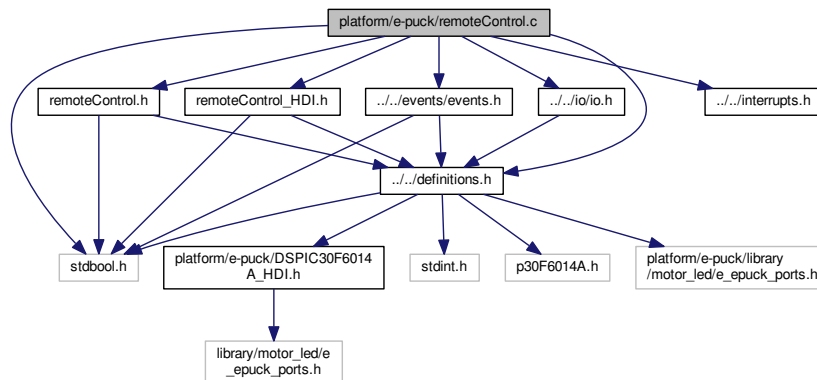 platform/e-puck/remoteControl.c
remoteControl.h
remoteControl_HDI.h
../../events/events.h
../../io/io.h
../../interrupts.h
../../definitions.h
stdbool.h
platform/e-puck/DSPIC30F6014
A_HDI.h
stdint.h
p30F6014A.h
platform/e-puck/library
/motor_led/e_epuck_ports.h
library/motor_led/e
_epuck_ports.h